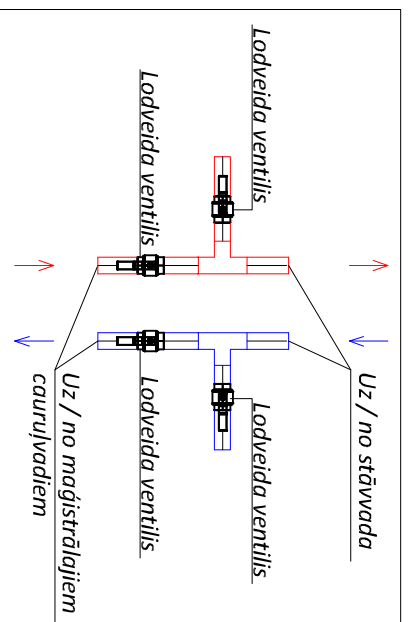 Lodveida ventilis
Lodveida ventilis
Uz / no stāvvada
Lodveida ventilis
Lodveida ventilis
Uz / no maģistrālajiem
cauruļvadiem